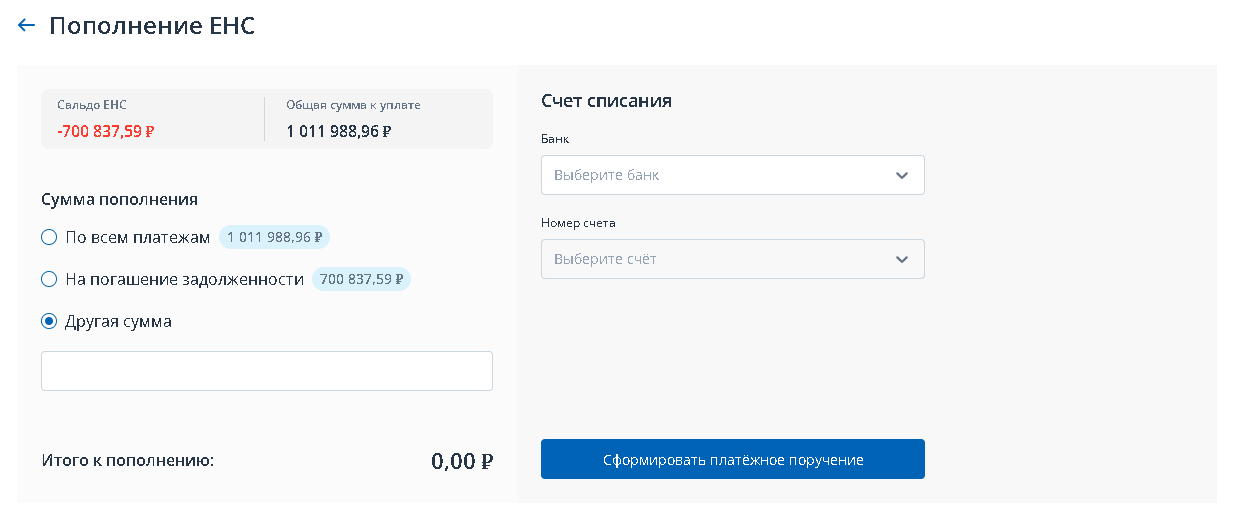 Пополнение ЕНС
Сальдо ЕНС
-700 837,59 ₽
Общая сумма к уплате
1 011 988,96 ₽
Сумма пополнения
По всем платежам 1 011 988,96 ₽
На погашение задолженности 700 837,59 ₽
Другая сумма
Итого к пополнению: 0,00 ₽
Счет списания
Банк
Выберите банк
Номер счета
Выберите счёт
Сформировать платёжное поручение